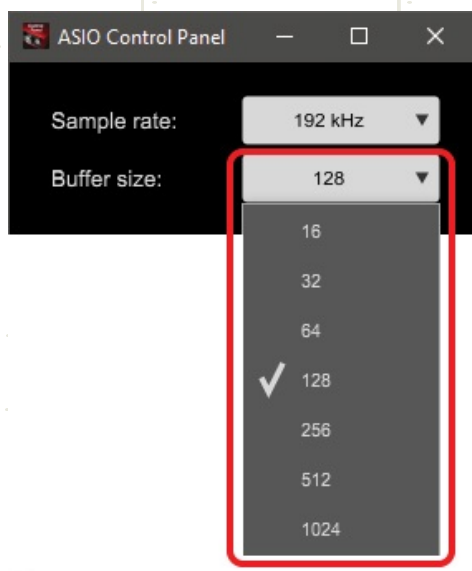 ASIO Control Panel
Sample rate: 192 kHz
Buffer size: 128
16
32
64
128
256
512
1024